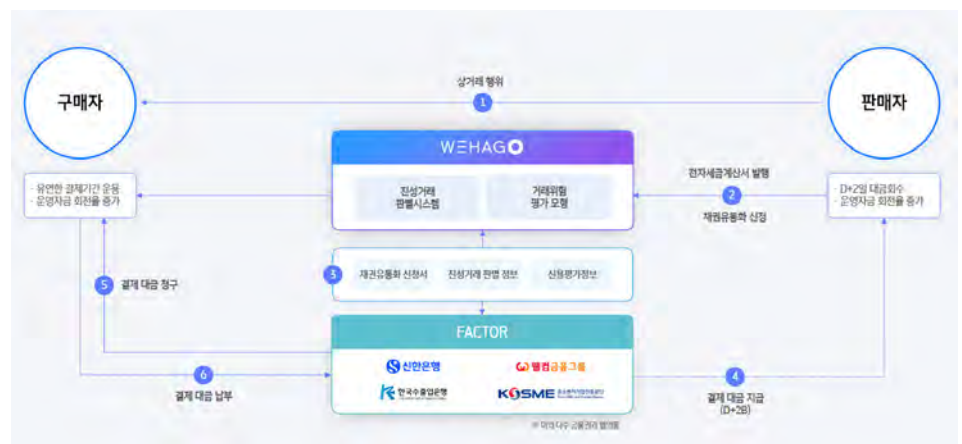 상거래 행위
1
구매자
판매자
WEHAGO
진성거래
판별시스템
거래위험
평가 모형
· 유연한 결제기간 운용
· 운영자금 회전율 증가
전자세금계산서 발행
2
채권유통화 신청
· D+2일 대금회수
· 운영자금 회전율 증가
3
채권유통화 신청서
진성거래 판별 정보
신용평가정보
5
결제 대금 청구
FACTOR
신한은행
웰컴금융그룹
한국수출입은행
KOSME
6
결제 대금 납부
4
결제 대금 지급
(D+2B)